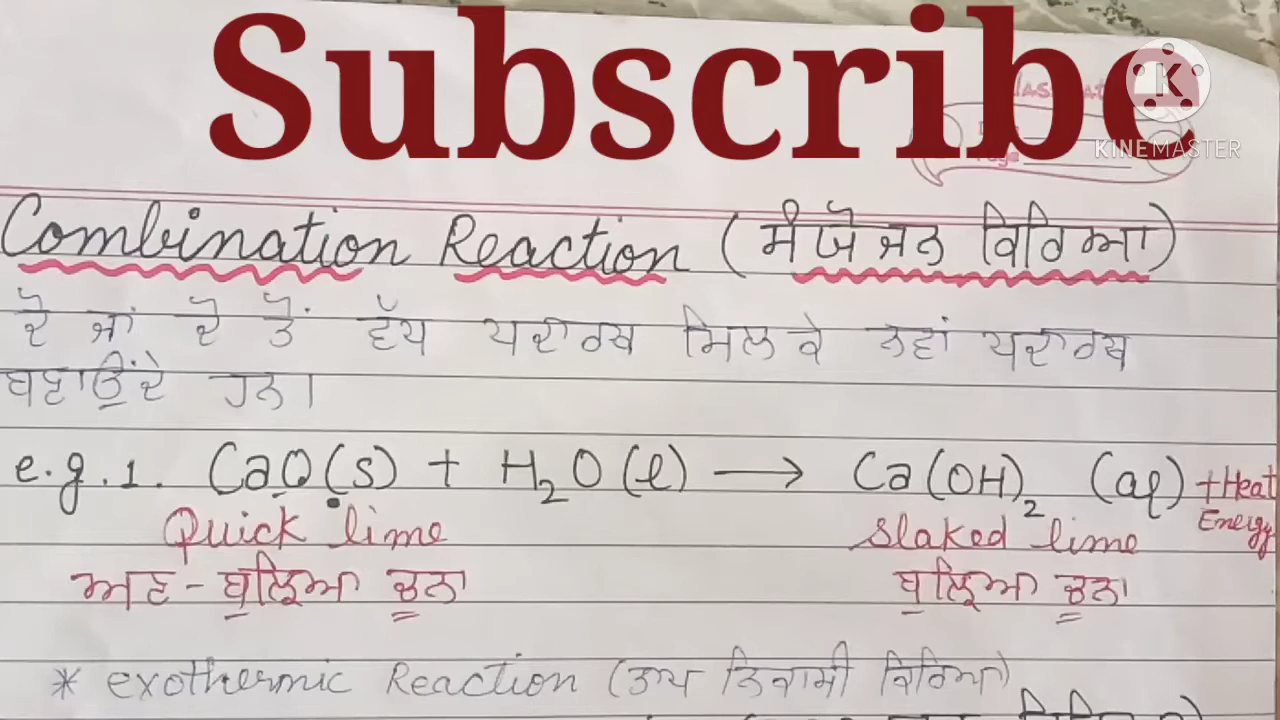 Subscribe
KINEMASTER
Combination Reaction (ਸੰਯੋਜਨ ਕਿਰਿਆ)
ਦੋ ਜਾਂ ਦੋ ਤੋਂ ਵੱਧ ਪਦਾਰਥ ਮਿਲ ਕੇ ਨਵਾਂ ਪਦਾਰਥ
ਬਣਾਉਂਦੇ ਹਨ।
e.g.1. CaO(s) + H₂O(l) → Ca(OH)₂ (aq) + Heat Energy
Quick lime Slaked lime
ਅਣ-ਬੁਲ੍ਹਿਆ ਚੂਨਾ ਬੁਲ੍ਹਿਆ ਚੂਨਾ
* exothermic Reaction (ਤਾਪ ਨਿਕਾਸੀ ਕਿਰਿਆ)